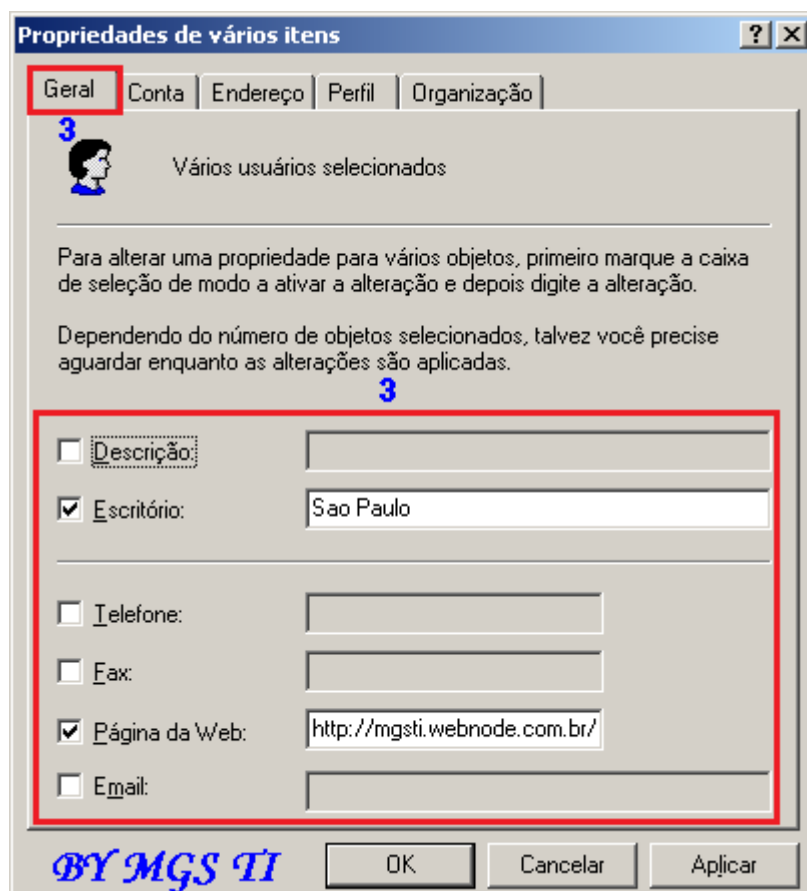 Propriedades de vários itens
Geral Conta Endereço Perfil Organização
3
Vários usuários selecionados
Para alterar uma propriedade para vários objetos, primeiro marque a caixa
de seleção de modo a ativar a alteração e depois digite a alteração.
Dependendo do número de objetos selecionados, talvez você precise
aguardar enquanto as alterações são aplicadas.
3
Descrição:
Escritório: Sao Paulo
Telefone:
Fax:
Página da Web: http://mgsti.webnode.com.br/
Email:
BY MGS TI OK Cancelar Aplicar